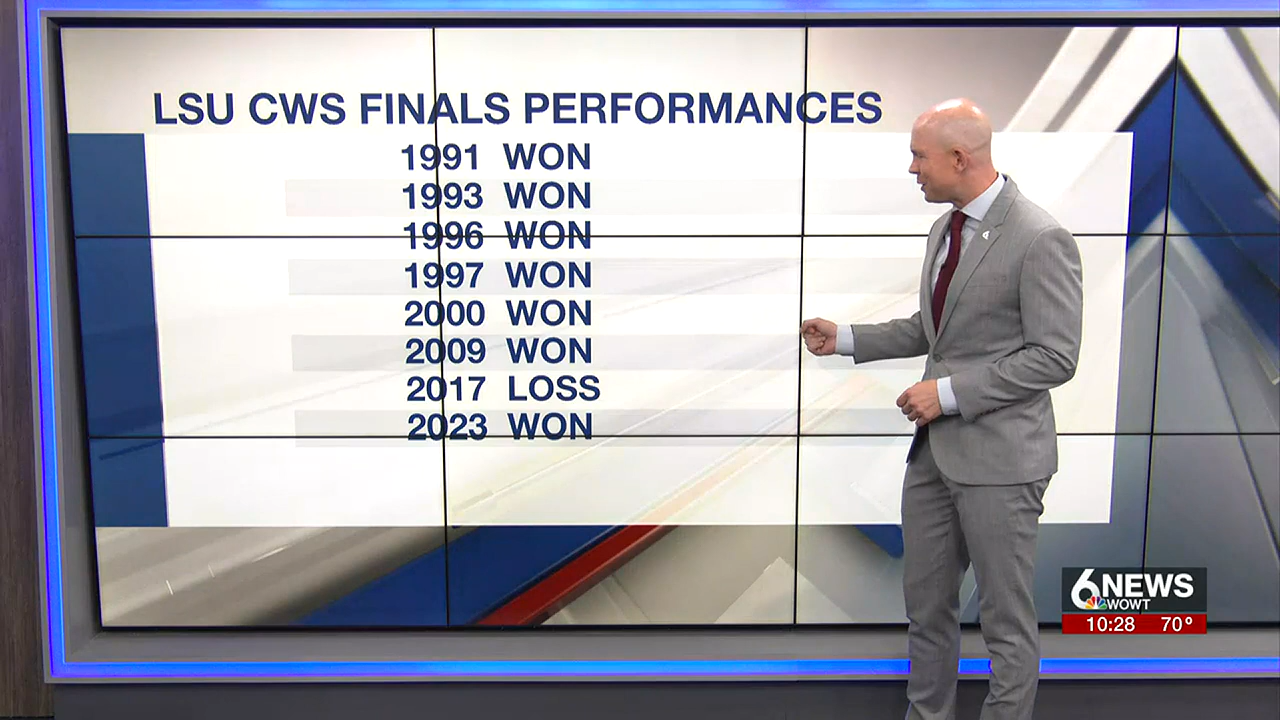 LSU CWS FINALS PERFORMANCES
1991 WON
1993 WON
1996 WON
1997 WON
2000 WON
2009 WON
2017 LOSS
2023 WON
6NEWS
WOWT
10:28 70°